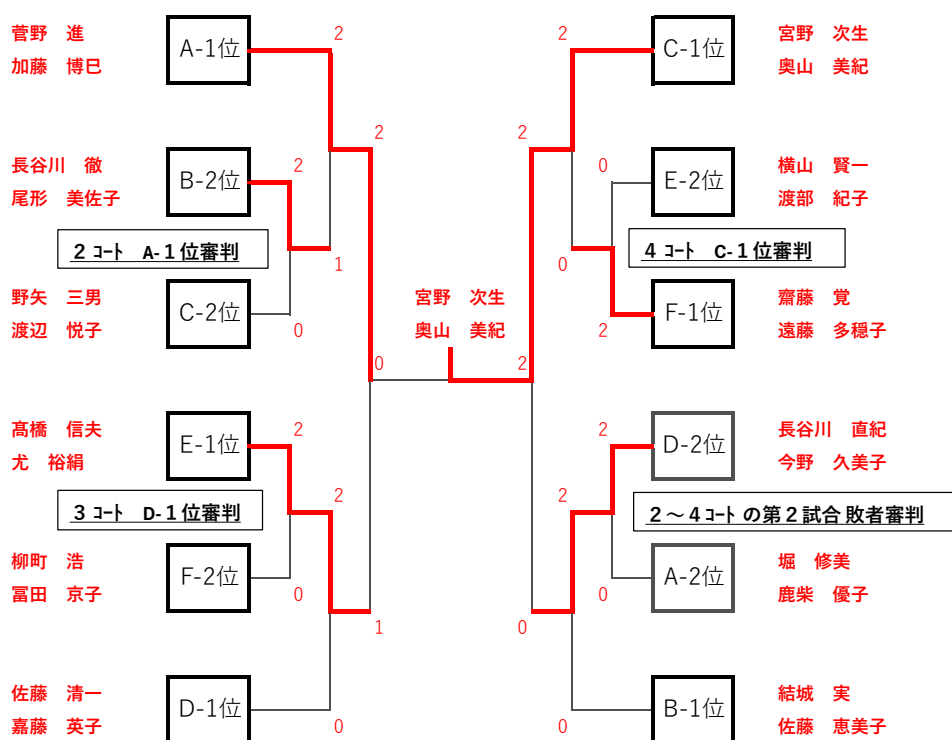 菅野　進
加藤　博巳
A-1位
2
2
C-1位
宮野　次生
奥山　美紀
2
2
長谷川　徹
尾形　美佐子
B-2位
2
0
E-2位
横山　賢一
渡部　紀子
２ コート　A-１位審判
1
0
４ コート　C-１位審判
野矢　三男
渡辺　悦子
C-2位
0
宮野　次生
奥山　美紀
2
F-1位
齋藤　覚
遠藤　多穏子
0
2
髙橋　信夫
尤　裕絹
E-1位
2
2
D-2位
長谷川　直紀
今野　久美子
３ コート　D-１位審判
2
2
２～４コート の第２試合 敗者審判
柳町　浩
冨田　京子
F-2位
0
0
A-2位
堀　修美
鹿柴　優子
1
0
佐藤　清一
嘉藤　英子
D-1位
0
0
B-1位
結城　実
佐藤　恵美子